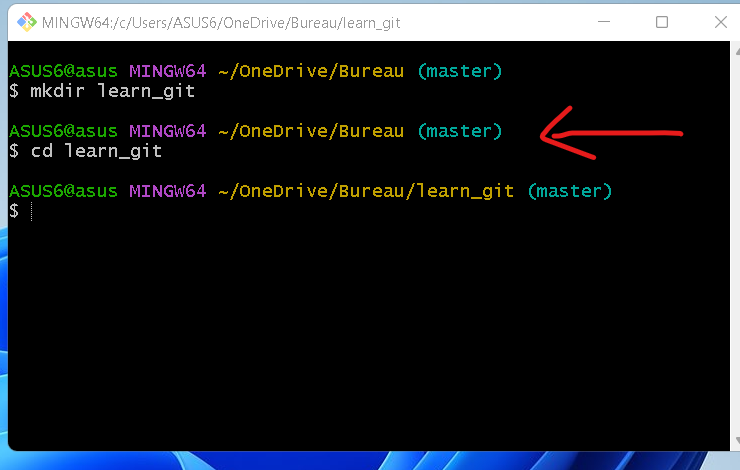 MINGW64:/c/Users/ASUS6/OneDrive/Bureau/learn_git
ASUS6@asus MINGW64 ~/OneDrive/Bureau (master)
$ mkdir learn_git
ASUS6@asus MINGW64 ~/OneDrive/Bureau (master)
$ cd learn_git
ASUS6@asus MINGW64 ~/OneDrive/Bureau/learn_git (master)
$